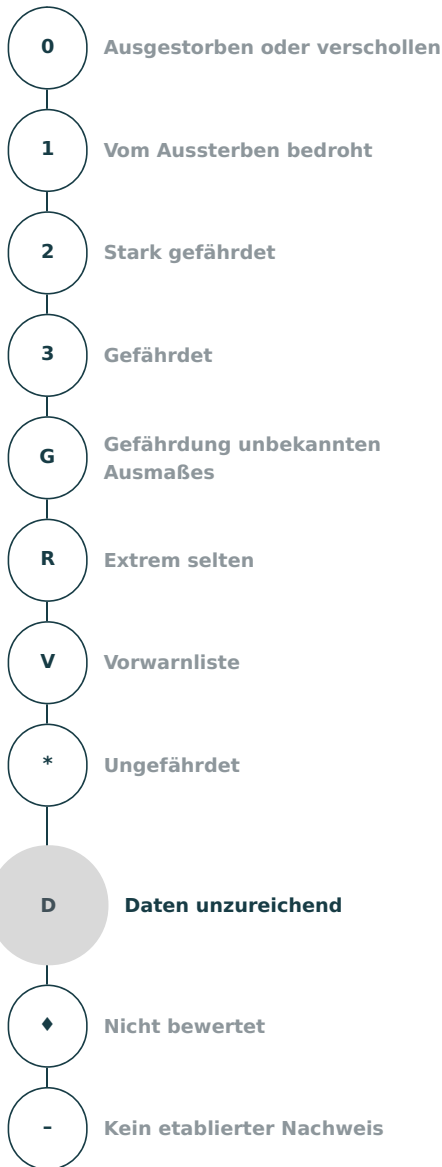 0 Ausgestorben oder verschollen
1 Vom Aussterben bedroht
2 Stark gefährdet
3 Gefährdet
G Gefährdung unbekannten
Ausmaßes
R Extrem selten
V Vorwarnliste
* Ungefährdet
D Daten unzureichend
♦ Nicht bewertet
– Kein etablierter Nachweis